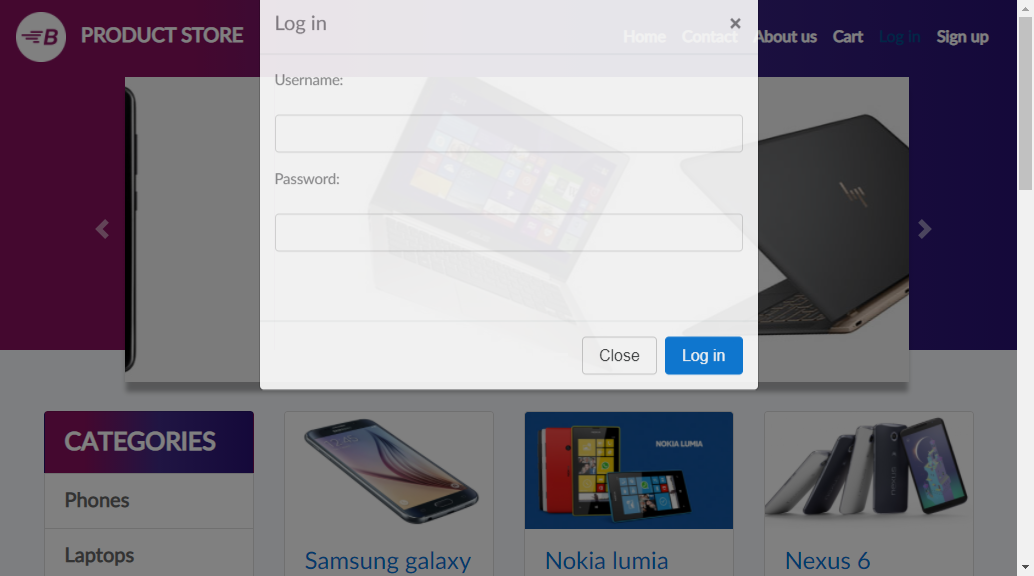 B PRODUCT STORE
Home Contact About us Cart Log in Sign up
Log in ×
Username:
Password:
Close Log in
CATEGORIES
Phones
Laptops
NOKIA LUMIA
Samsung galaxy
Nokia lumia
Nexus 6